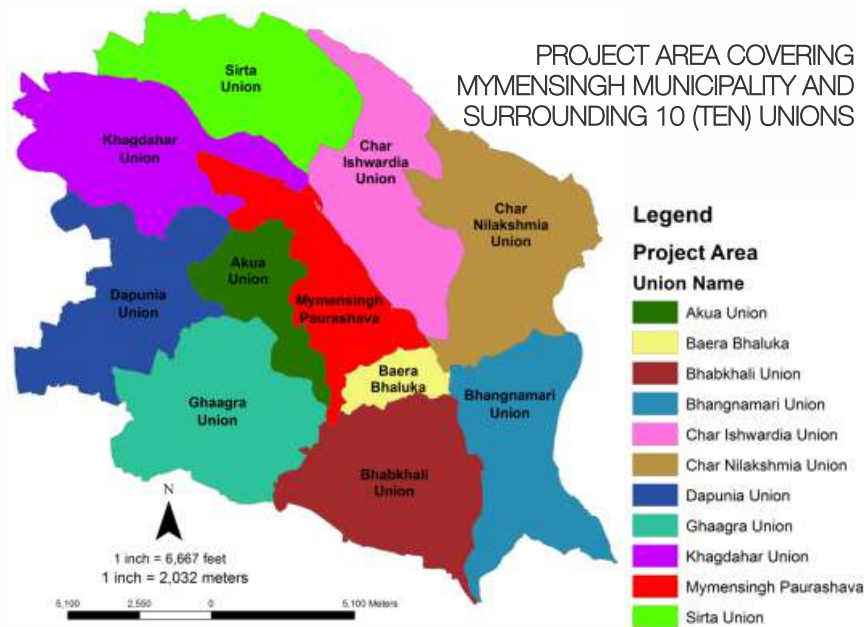 PROJECT AREA COVERING
MYMENSINGH MUNICIPALITY AND
SURROUNDING 10 (TEN) UNIONS
Sirta
Union
Khagdahar
Union
Char
Ishwardia
Union
Char
Nilakshmia
Union
Akua
Union
Dapunia
Union
Mymensingh
Paurashava
Baera
Bhaluka
Bhangnamari
Union
Ghaagra
Union
Bhabkhali
Union
N
1 inch = 6,667 feet
1 inch = 2,032 meters
5,100 2,550 0 5,100 Meters
Legend
Project Area
Union Name
Akua Union
Baera Bhaluka
Bhabkhali Union
Bhangnamari Union
Char Ishwardia Union
Char Nilakshmia Union
Dapunia Union
Ghaagra Union
Khagdahar Union
Mymensingh Paurashava
Sirta Union